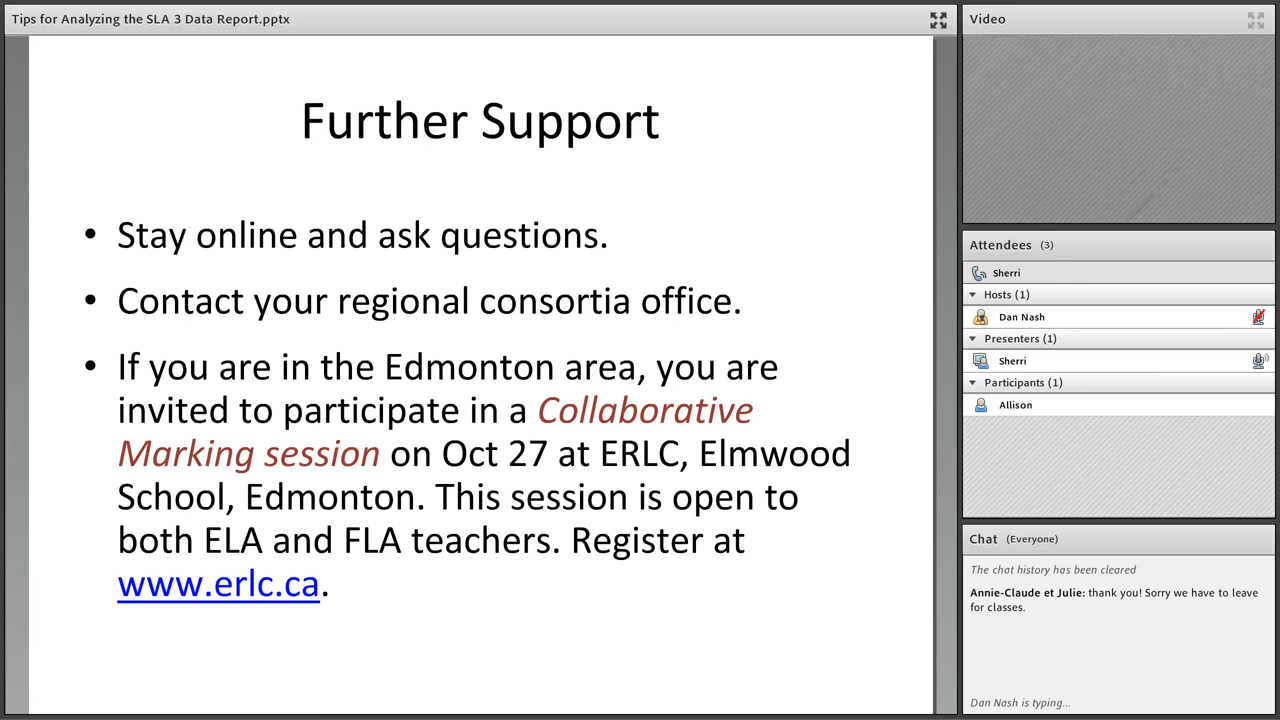 Tips for Analyzing the SLA 3 Data Report.pptx
Further Support
• Stay online and ask questions.
• Contact your regional consortia office.
• If you are in the Edmonton area, you are
invited to participate in a Collaborative
Marking session on Oct 27 at ERLC, Elmwood
School, Edmonton. This session is open to
both ELA and FLA teachers. Register at
www.erlc.ca.
Video
Attendees (3)
Sherri
Hosts (1)
Dan Nash
Presenters (1)
Sherri
Participants (1)
Allison
Chat (Everyone)
The chat history has been cleared
Annie-Claude et Julie: thank you! Sorry we have to leave
for classes.
Dan Nash is typing...